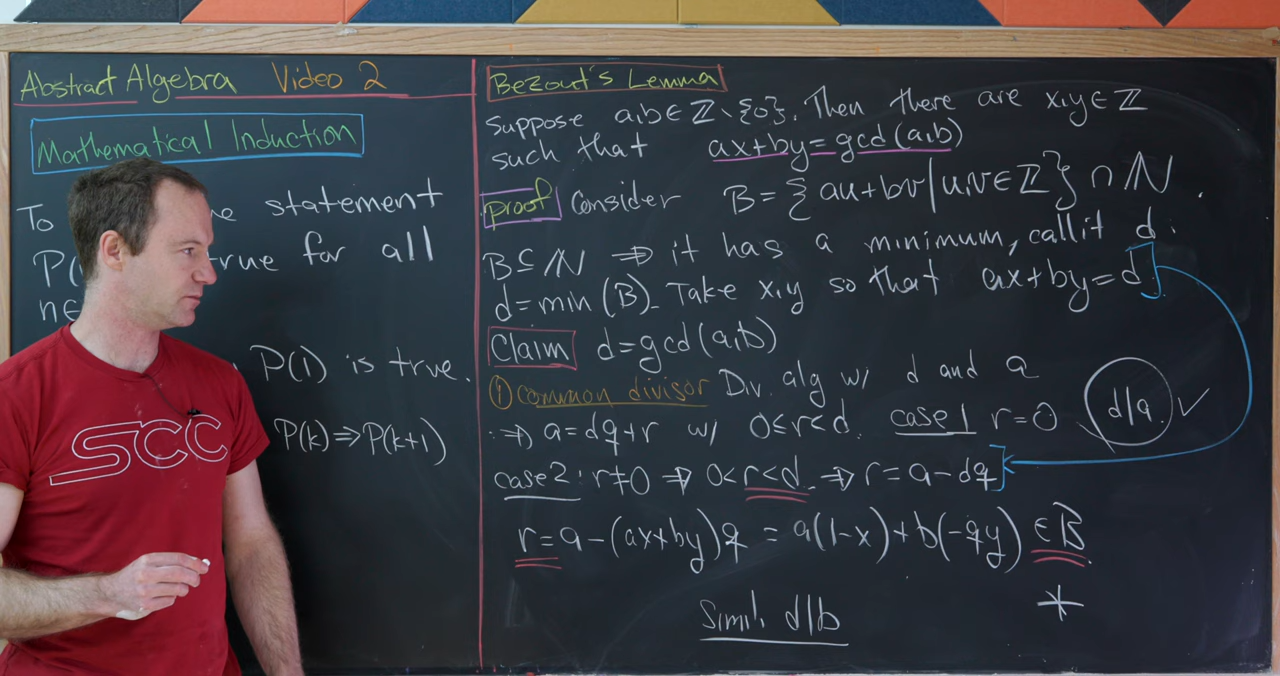 Abstract Algebra Video 2
Mathematical Induction
To statement
P( true for all
n∈
P(1) is true.
P(k)⇒P(k+1)
SCC
Bezout's Lemma
Suppose a,b∈ℤ∖{0}. Then there are x,y∈ℤ
such that ax+by=gcd(a,b)
proof Consider B={au+bv|u,v∈ℤ}∩ℕ.
B⊆ℕ ⇒ it has a minimum, call it d.
d=min(B). Take x,y so that ax+by=d
Claim d=gcd(a,b)
① common divisor Div. alg w/ d and a
⇒ a=dq+r w/ 0≤r<d. case 1 r=0 d|a ✓
case 2: r≠0 ⇒ 0<r<d ⇒ r=a-dq
r=a-(ax+by)q = a(1-x)+b(-qy) ∈B
Simil. d|b